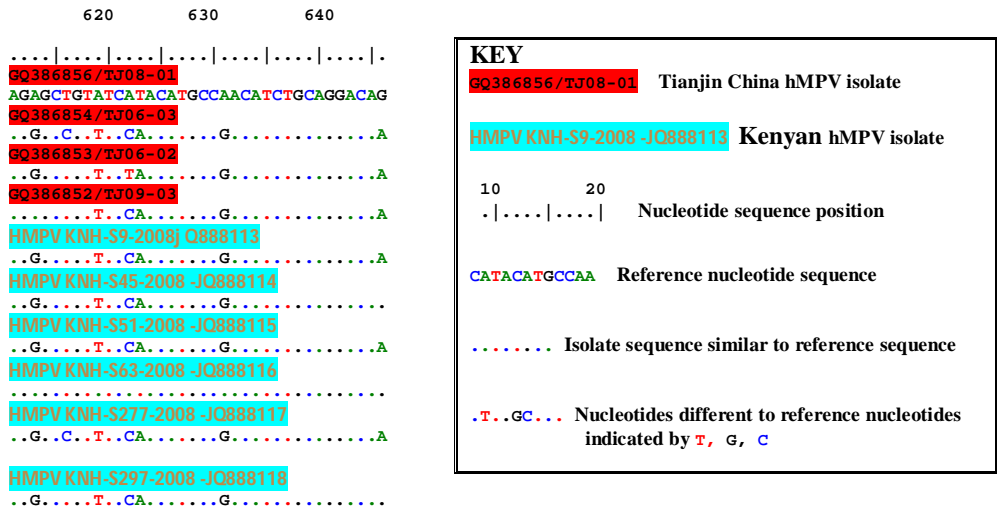 620 630 640
....|....|....|....|....|....|....|.
GQ386856/TJ08-01
AGAGCTGTATCATACATGCCAACATCTGCAGGACAG
GQ386854/TJ06-03
..G..C..T..CA.......G..............A
GQ386853/TJ06-02
..G.....T..TA.......G..............A
GQ386852/TJ09-03
........T..CA.......G..............A
HMPV KNH-S9-2008j Q888113
..G.....T..CA.......G..............A
HMPV KNH-S45-2008 -JQ888114
..G.....T..CA.......G...............
HMPV KNH-S51-2008 -JQ888115
..G.....T..CA.......G..............A
HMPV KNH-S63-2008 -JQ888116
....................................
HMPV KNH-S277-2008 -JQ888117
..G..C..T..CA.......G..............A
HMPV KNH-S297-2008 -JQ888118
..G.....T..CA.......G...............
KEY
GQ386856/TJ08-01 Tianjin China hMPV isolate
HMPV KNH-S9-2008 -JQ888113 Kenyan hMPV isolate
10 20
.|....|....| Nucleotide sequence position
CATACATGCCAA Reference nucleotide sequence
........ Isolate sequence similar to reference sequence
.T..GC... Nucleotides different to reference nucleotides
indicated by T, G, C